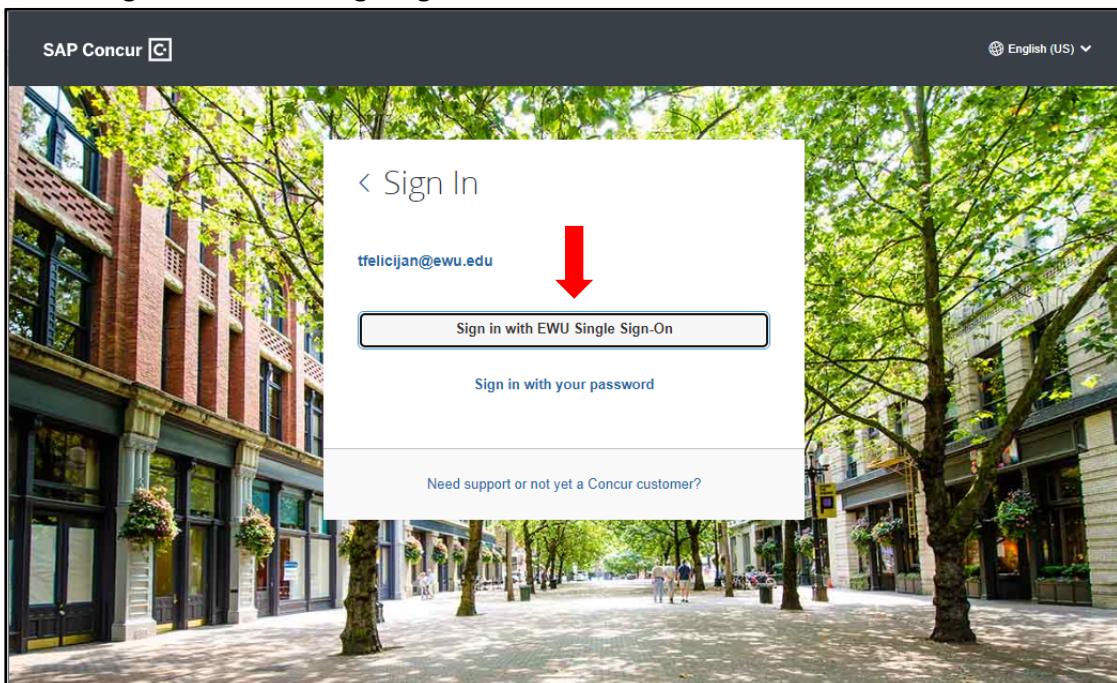 SAP Concur C.
English (US)
< Sign In
tfelicijan@ewu.edu
Sign in with EWU Single Sign-On
Sign in with your password
Need support or not yet a Concur customer?